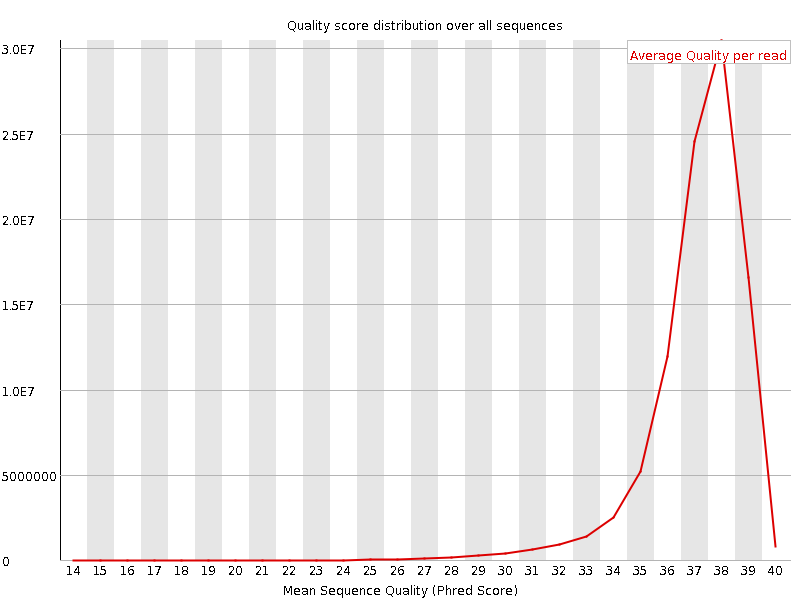 Quality score distribution over all sequences
3.0E7
Average Quality per read
2.5E7
2.0E7
1.5E7
1.0E7
5000000
0
14 15 16 17 18 19 20 21 22 23 24 25 26 27 28 29 30 31 32 33 34 35 36 37 38 39 40
Mean Sequence Quality (Phred Score)